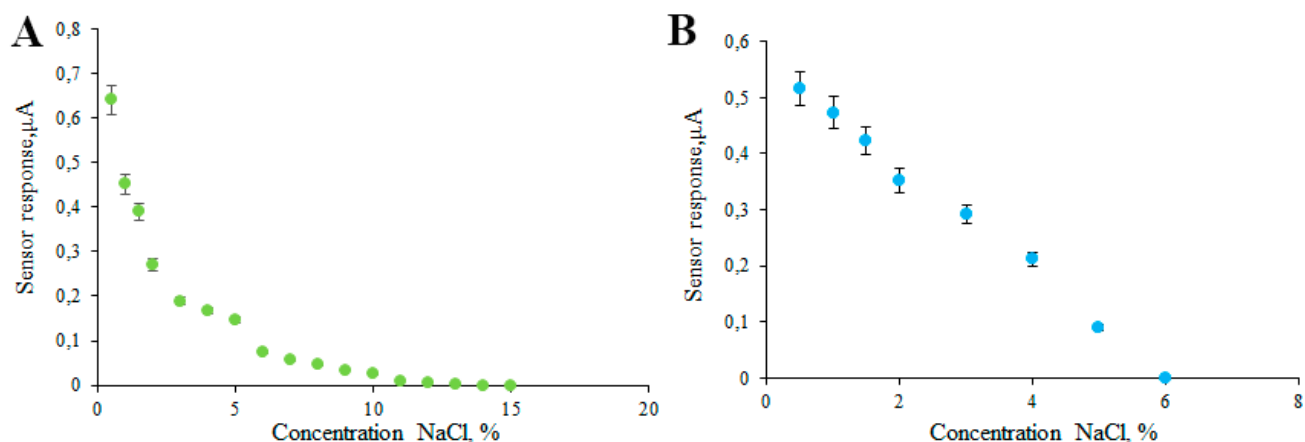 A
0,8
0,7
0,6
0,5
0,4
0,3
0,2
0,1
0
Sensor response,µA
0 5 10 15 20
Concentration NaCl, %
B
0,6
0,5
0,4
0,3
0,2
0,1
0
Sensor response,µA
0 2 4 6 8
Concentration NaCl, %